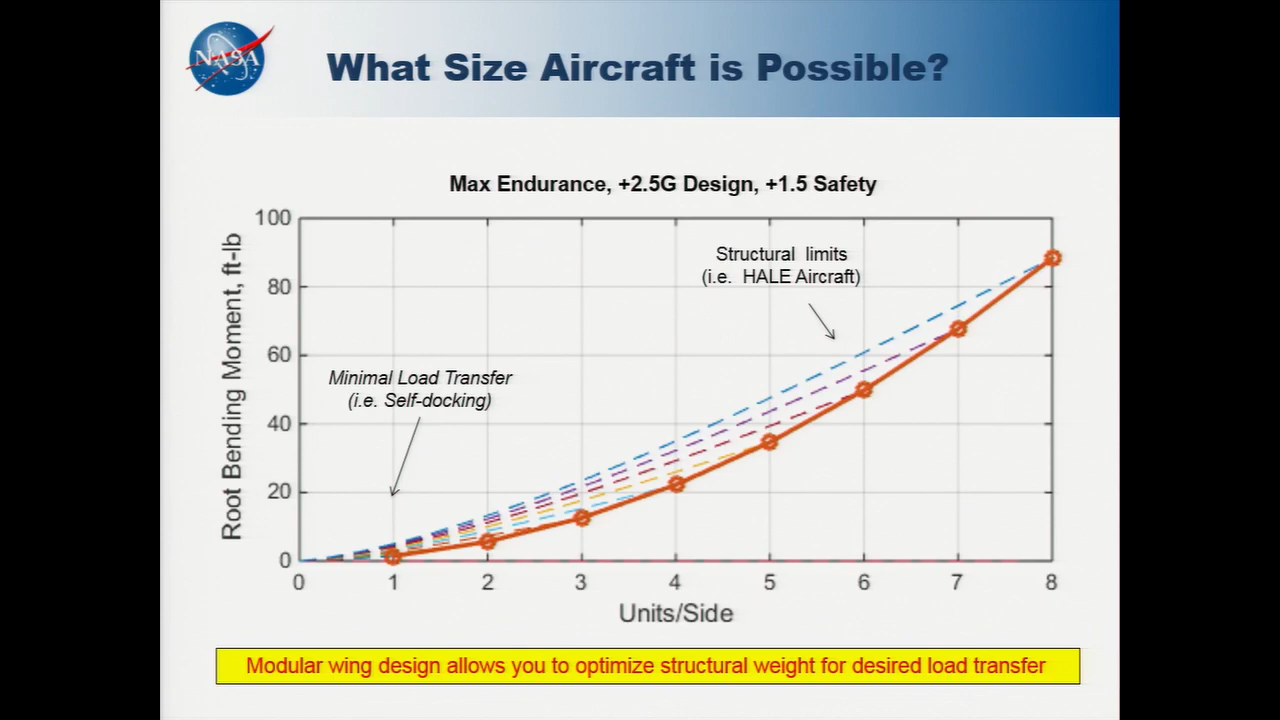 NASA
What Size Aircraft is Possible?
Max Endurance, +2.5G Design, +1.5 Safety
Root Bending Moment, ft-lb
100
80
60
40
20
0
Structural limits
(i.e. HALE Aircraft)
Minimal Load Transfer
(i.e. Self-docking)
0 1 2 3 4 5 6 7 8
Units/Side
Modular wing design allows you to optimize structural weight for desired load transfer